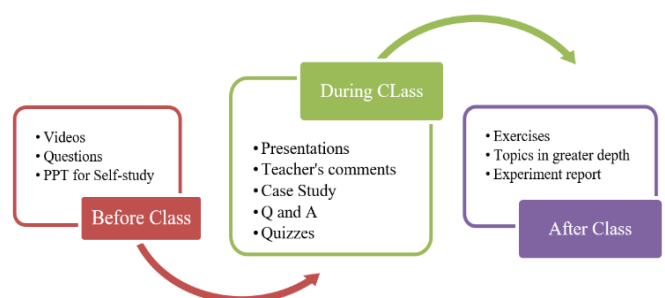 • Videos
• Questions
• PPT for Self-study
Before Class
During CLass
• Presentations
• Teacher's comments
• Case Study
• Q and A
• Quizzes
• Exercises
• Topics in greater depth
• Experiment report
After Class